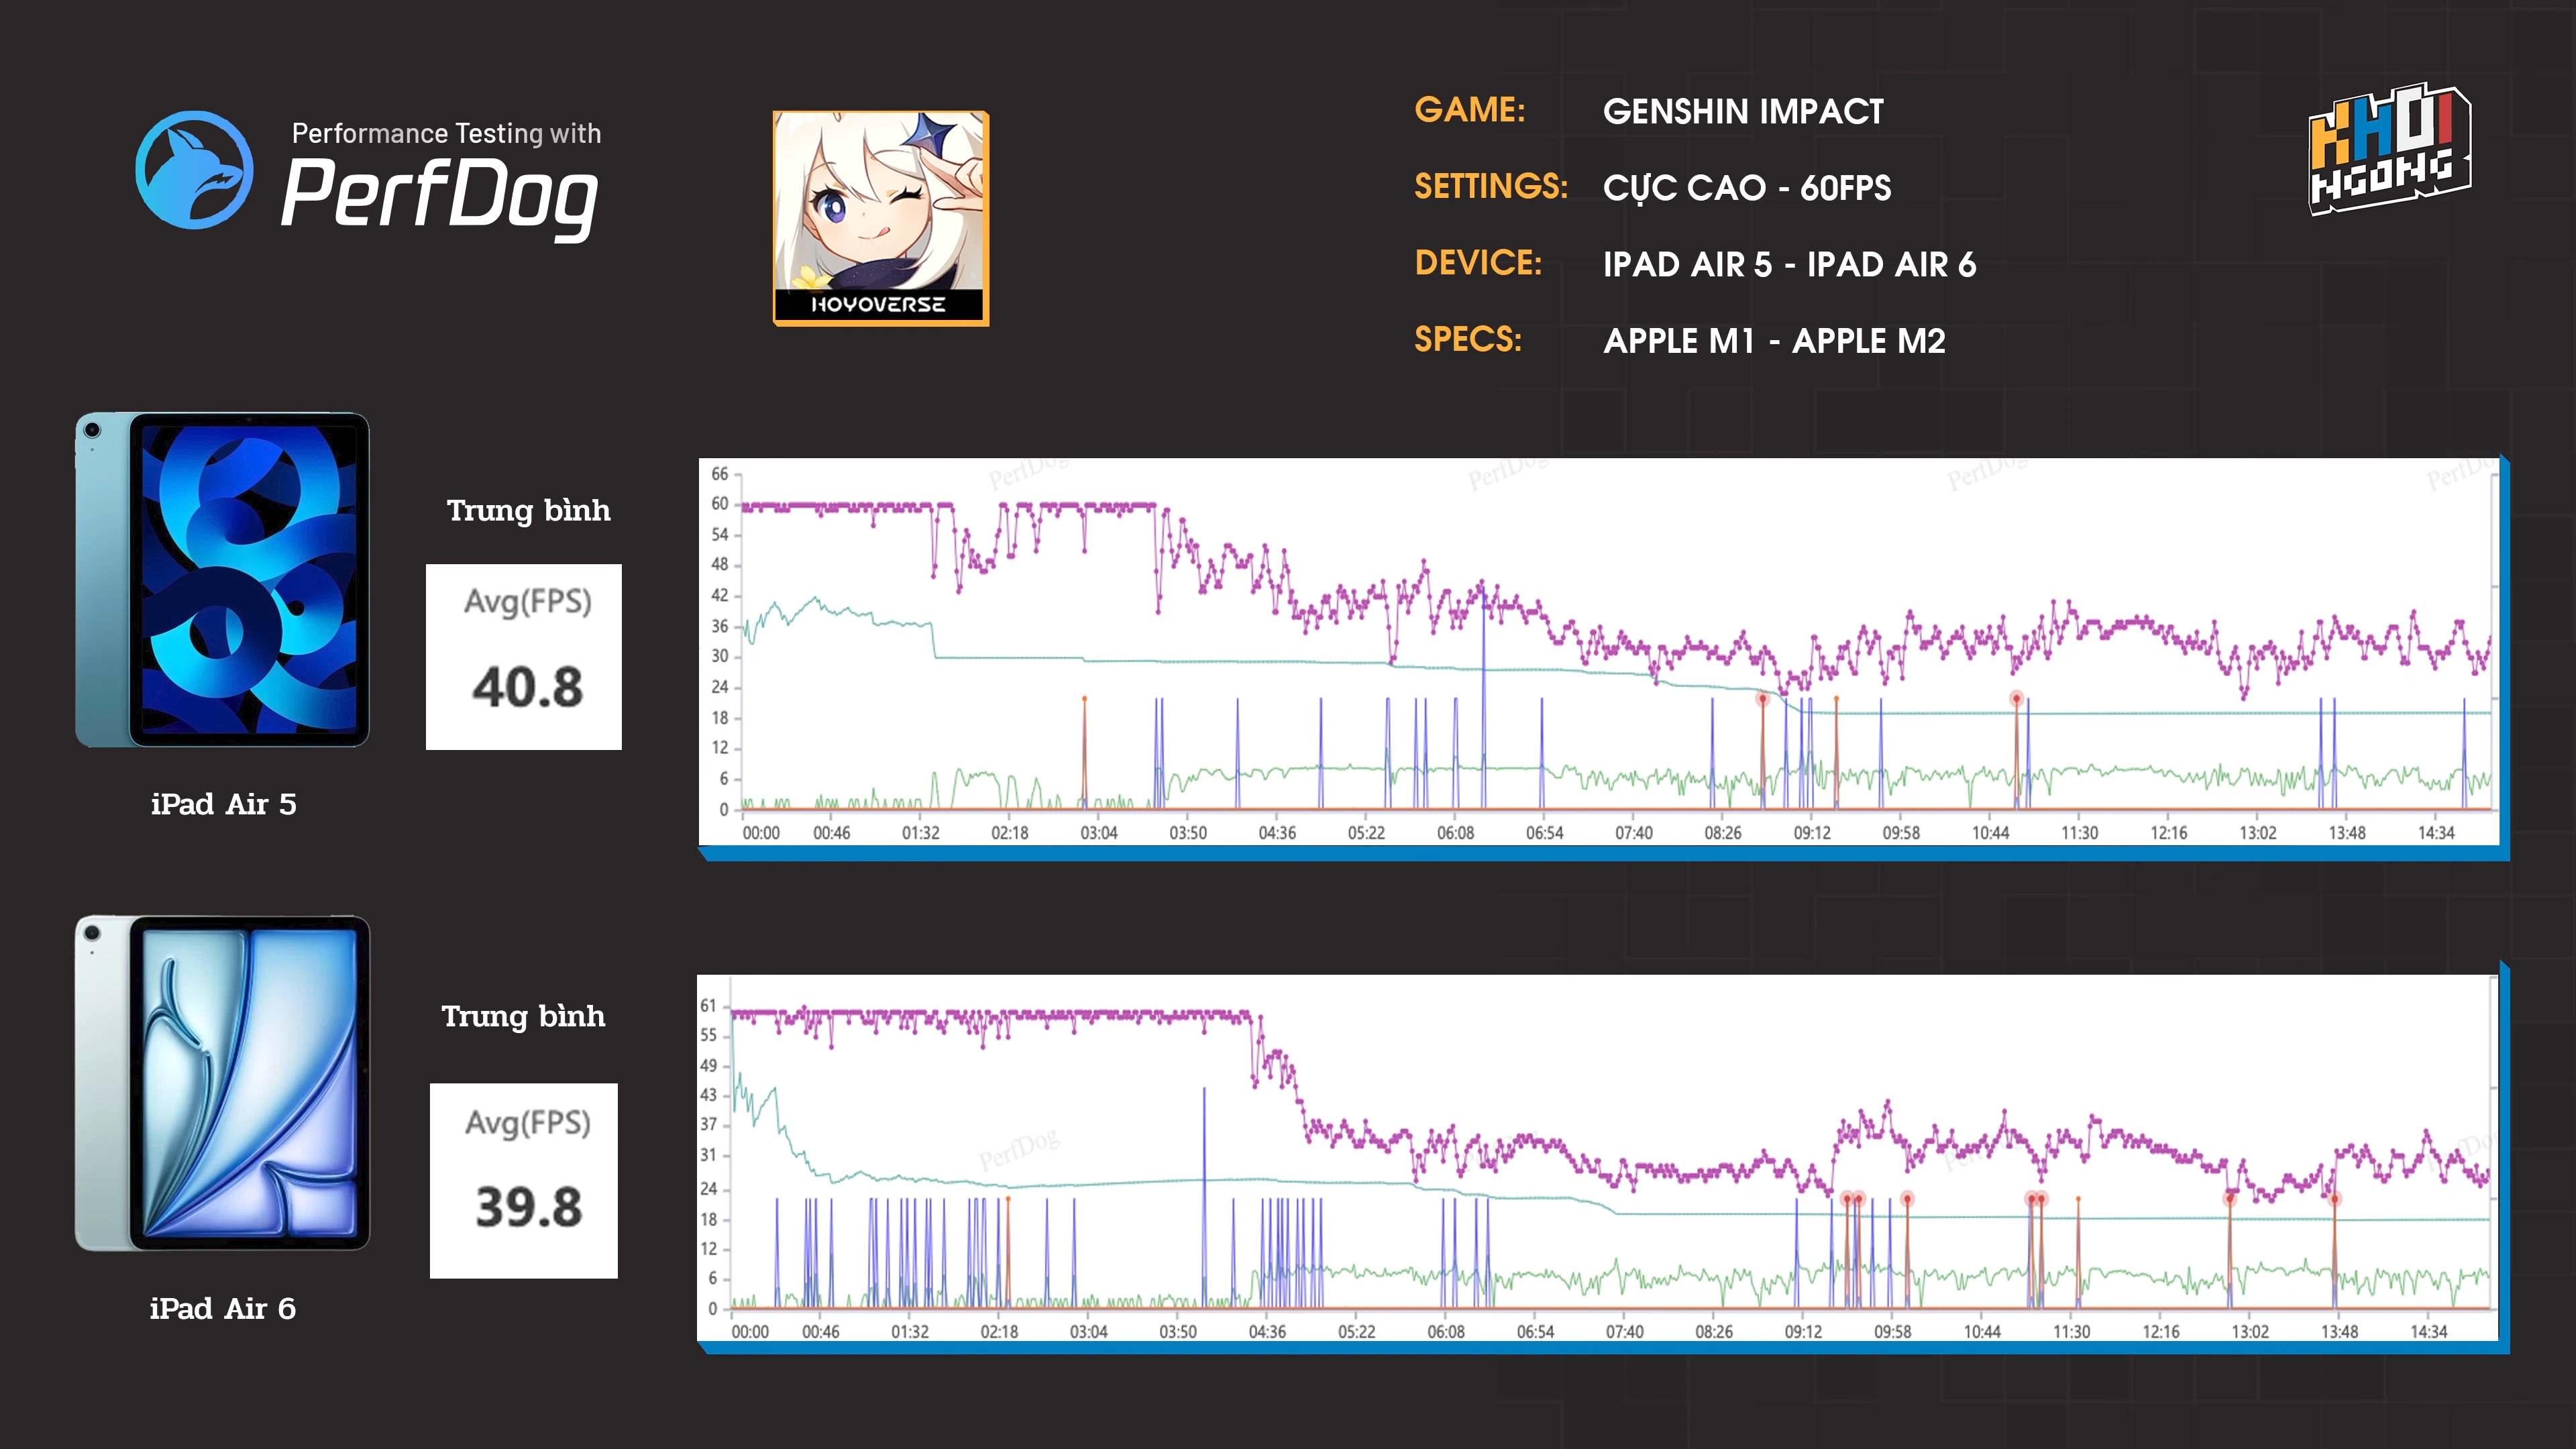 Performance Testing with
PerfDog
HOYOVERSE
GAME: GENSHIN IMPACT
SETTINGS: CỰC CAO - 60FPS
DEVICE: IPAD AIR 5 - IPAD AIR 6
SPECS: APPLE M1 - APPLE M2
KHOI
NGONG
Trung bình
Avg(FPS)
40.8
iPad Air 5
PerfDog PerfDog PerfDog PerfDo
66
60
54
48
42
36
30
24
18
12
6
0
00:00 00:46 01:32 02:18 03:04 03:50 04:36 05:22 06:08 06:54 07:40 08:26 09:12 09:58 10:44 11:30 12:16 13:02 13:48 14:34
Trung bình
Avg(FPS)
39.8
iPad Air 6
61
55
49
43
37
31
24
18
12
6
0
PerfDog
00:00 00:46 01:32 02:18 03:04 03:50 04:36 05:22 06:08 06:54 07:40 08:26 09:12 09:58 10:44 11:30 12:16 13:02 13:48 14:34